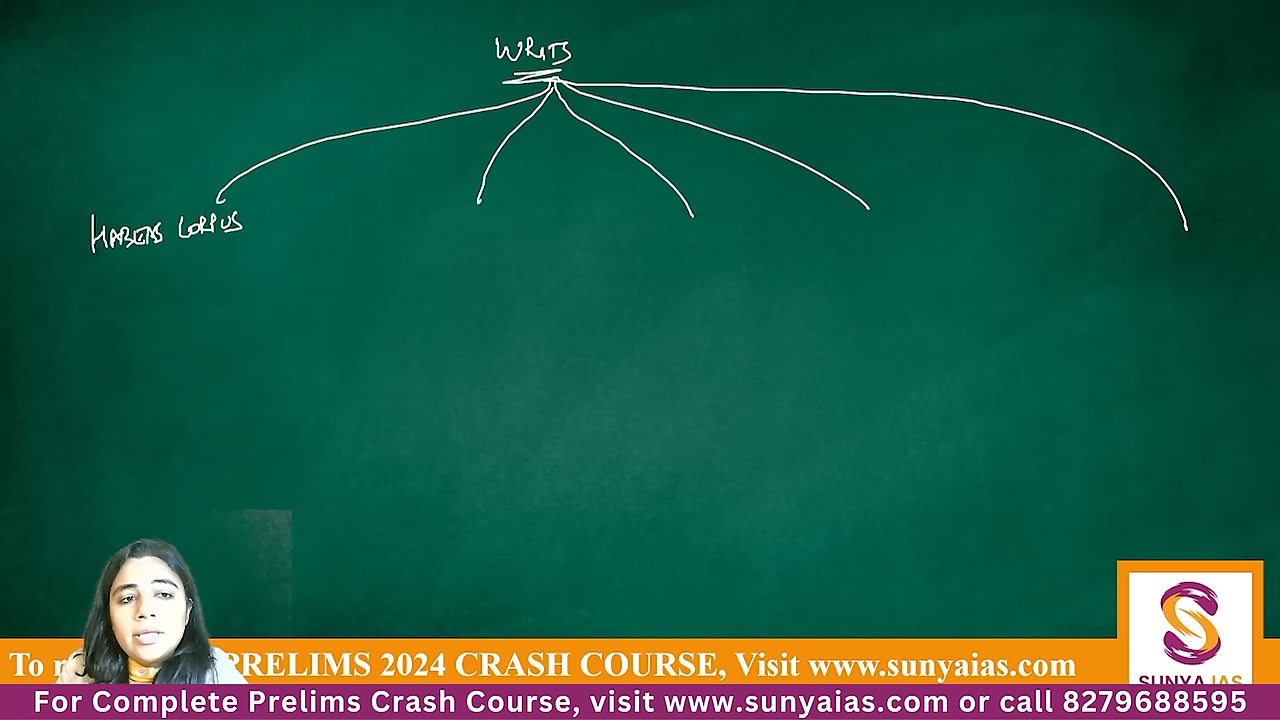 WRITS
HABEAS CORPUS
To PRELIMS 2024 CRASH COURSE, Visit www.sunyaias.com
SUNYA IAS
For Complete Prelims Crash Course, visit www.sunyaias.com or call 8279688595